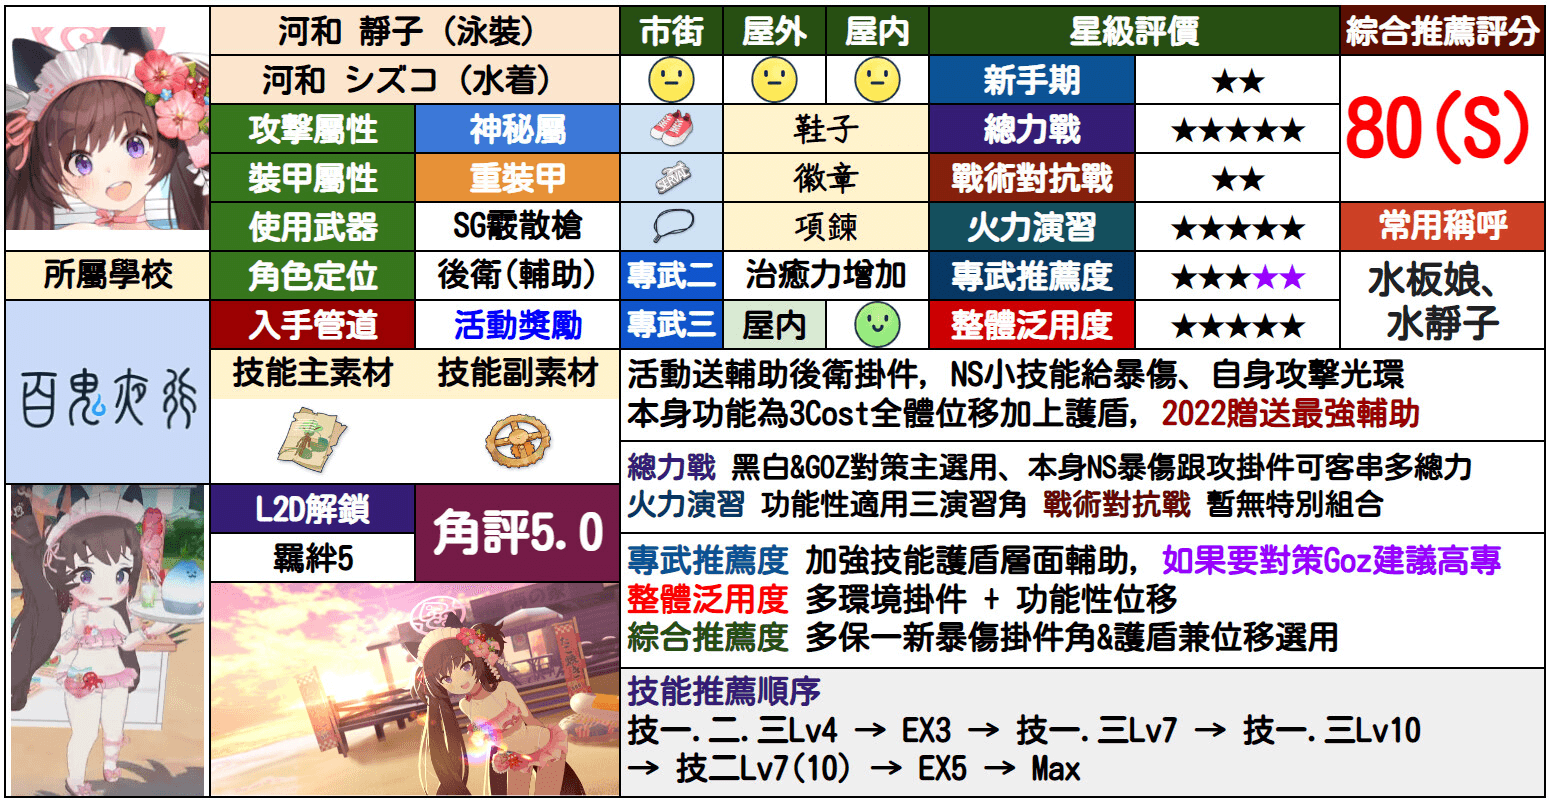 河和 靜子（泳裝）
河和 シズコ（水着）
市街
屋外
屋内
星級評價
綜合推薦評分
新手期
★★
80(S)
攻擊屬性
神秘屬
鞋子
總力戰
★★★★★
裝甲屬性
重裝甲
SERVAL
徽章
戰術對抗戰
★★
使用武器
SG霰散槍
項鍊
火力演習
★★★★★
常用稱呼
所屬學校
角色定位
後衛(輔助)
專武二
治癒力增加
專武推薦度
★★★★★
水板娘、
水靜子
百鬼夜行
入手管道
活動獎勵
專武三
屋内
整體泛用度
★★★★★
技能主素材
技能副素材
活動送輔助後衛掛件, NS小技能給暴傷、自身攻擊光環
本身功能為3Cost全體位移加上護盾, 2022贈送最強輔助
總力戰 黑白&GOZ對策主選用、本身NS暴傷跟攻掛件可客串多總力
火力演習 功能性適用三演習角 戰術對抗戰 暫無特別組合
L2D解鎖
羈絆5
角評5.0
專武推薦度 加強技能護盾層面輔助, 如果要對策Goz建議高專
整體泛用度 多環境掛件 + 功能性位移
綜合推薦度 多保一新暴傷掛件角&護盾兼位移選用
技能推薦順序
技一.二.三Lv4 → EX3 → 技一.三Lv7 → 技一.三Lv10
→ 技二Lv7(10) → EX5 → Max